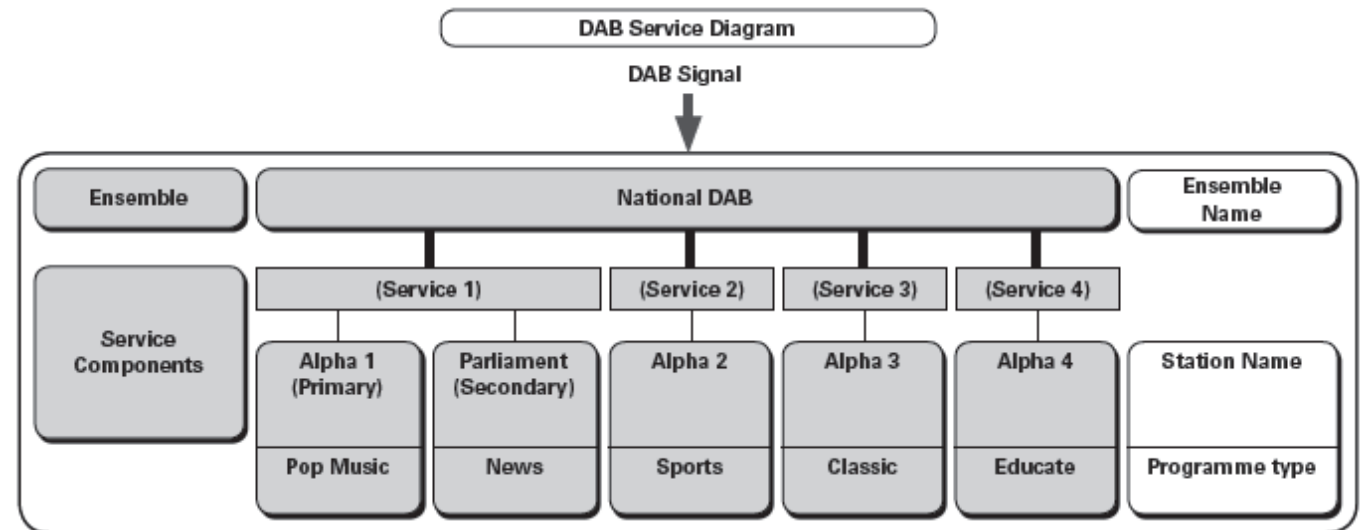 DAB Service Diagram
DAB Signal
Ensemble
National DAB
Ensemble
Name
(Service 1)
(Service 2)
(Service 3)
(Service 4)
Service
Components
Alpha 1
(Primary)
Parliament
(Secondary)
Alpha 2
Alpha 3
Alpha 4
Station Name
Pop Music
News
Sports
Classic
Educate
Programme type